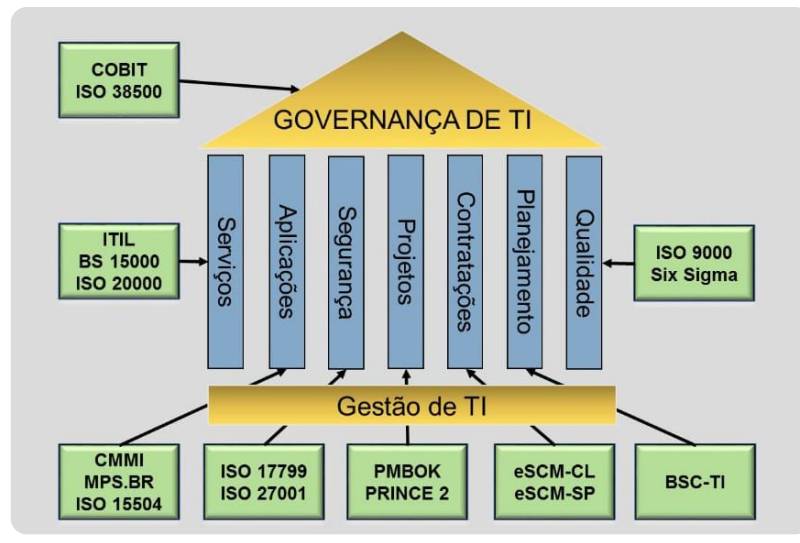 COBIT
ISO 38500
GOVERNANÇA DE TI
ITIL
BS 15000
ISO 20000
Serviços
Aplicações
Segurança
Projetos
Contratações
Planejamento
Qualidade
ISO 9000
Six Sigma
Gestão de TI
CMMI
MPS.BR
ISO 15504
ISO 17799
ISO 27001
PMBOK
PRINCE 2
eSCM-CL
eSCM-SP
BSC-TI